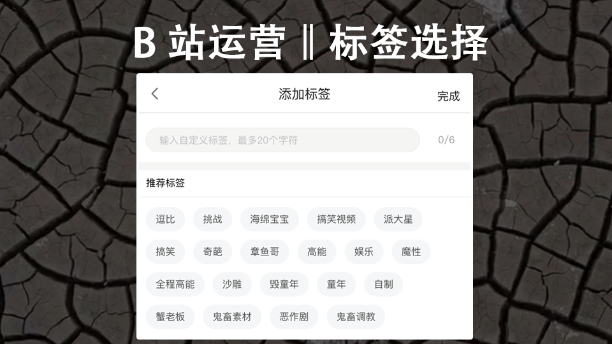 B 站运营‖标签选择
添加标签 完成
输入自定义标签，最多20个字符 0/6
推荐标签
逗比 挑战 海绵宝宝 搞笑视频 派大星
搞笑 奇葩 章鱼哥 高能 娱乐 魔性
全程高能 沙雕 毁童年 童年 自制
蟹老板 鬼畜素材 恶作剧 鬼畜调教